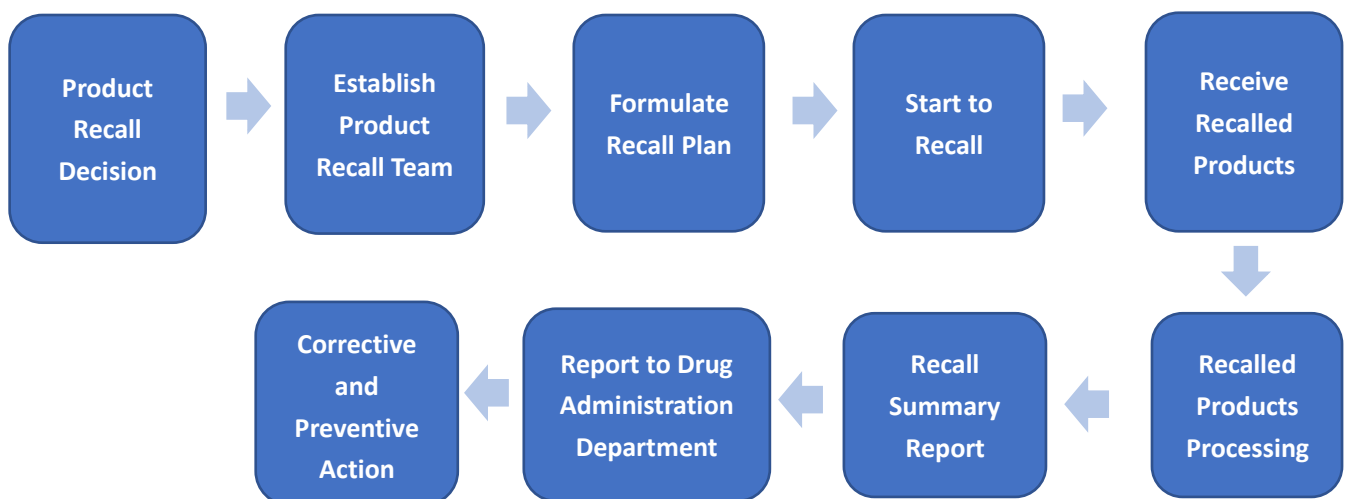 Product
Recall
Decision
Establish
Product
Recall Team
Formulate
Recall Plan
Start to
Recall
Receive
Recalled
Products
Recalled
Products
Processing
Recall
Summary
Report
Report to Drug
Administration
Department
Corrective
and
Preventive
Action